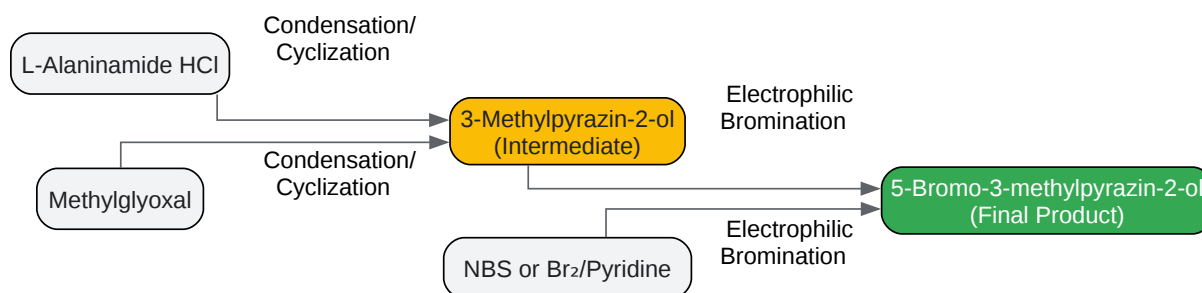 Condensation/
Cyclization
L-Alaninamide HCl
Electrophilic
Bromination
3-Methylpyrazin-2-ol
(Intermediate)
Condensation/
Cyclization
Methylglyoxal
5-Bromo-3-methylpyrazin-2-ol
(Final Product)
Electrophilic
Bromination
NBS or Br₂/Pyridine